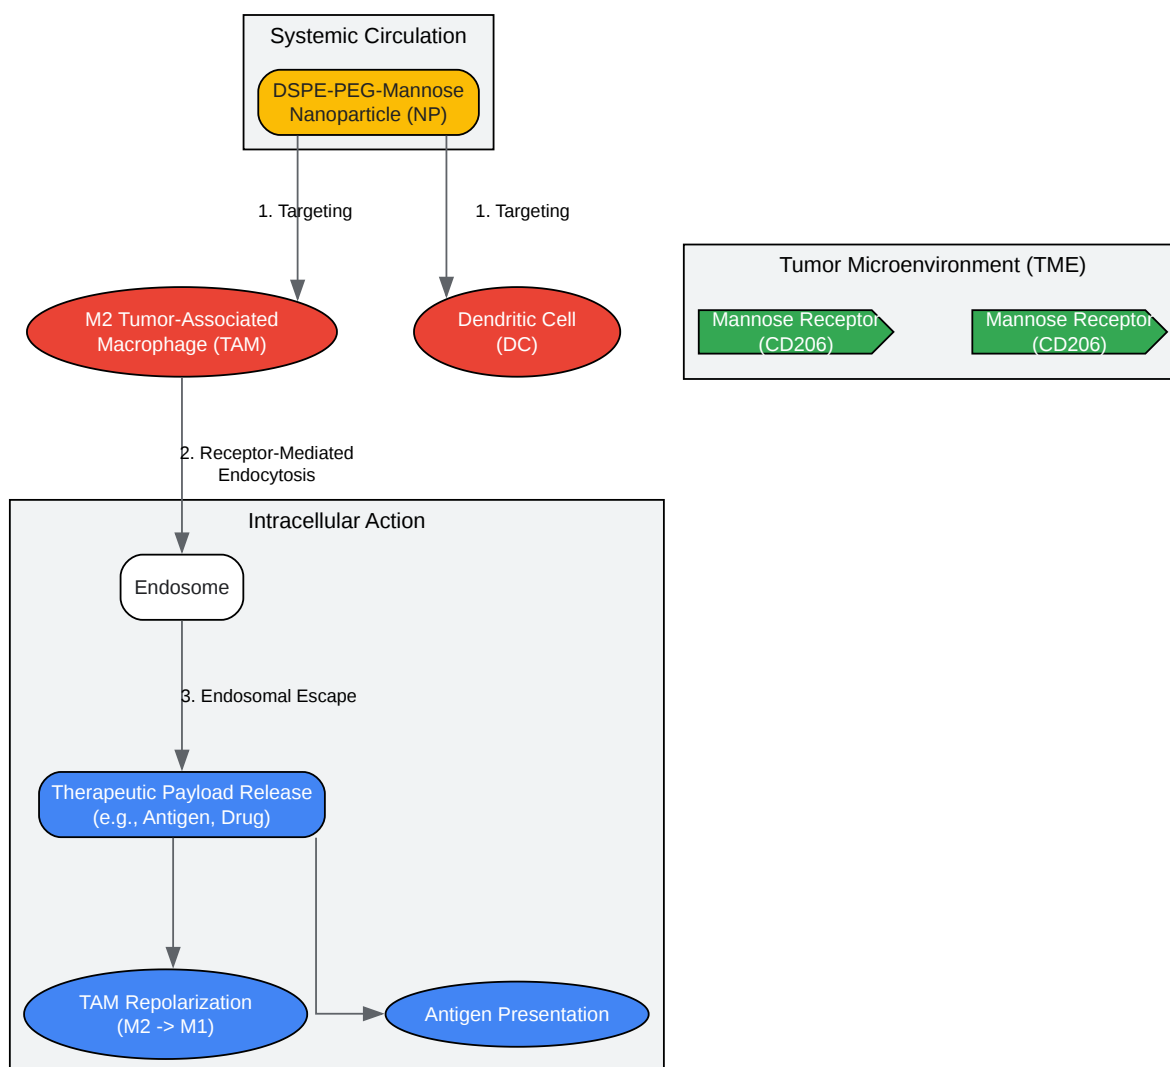 Systemic Circulation
DSPE-PEG-Mannose
Nanoparticle (NP)
1. Targeting
1. Targeting
Tumor Microenvironment (TME)
Mannose Receptor
(CD206)
Mannose Receptor
(CD206)
M2 Tumor-Associated
Macrophage (TAM)
Dendritic Cell
(DC)
2. Receptor-Mediated
Endocytosis
Intracellular Action
Endosome
3. Endosomal Escape
Therapeutic Payload Release
(e.g., Antigen, Drug)
TAM Repolarization
(M2 -> M1)
Antigen Presentation